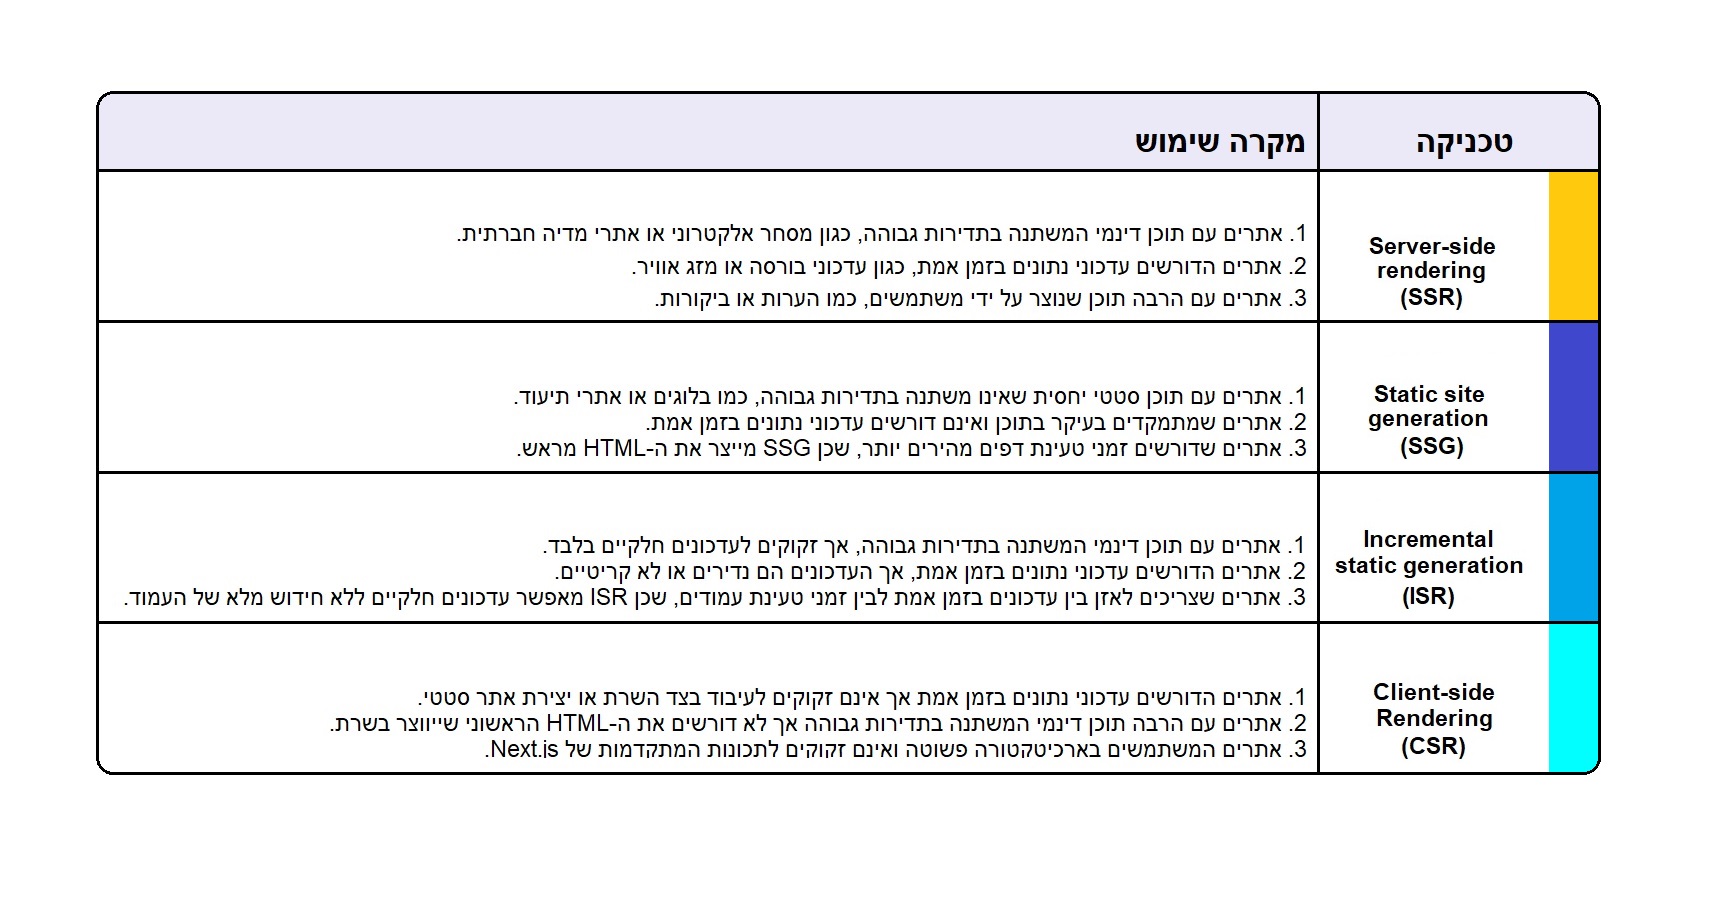 טכניקה
מקרה שימוש
Server-side
rendering
(SSR)
1. אתרים עם תוכן דינמי המשתנה בתדירות גבוהה, כגון מסחר אלקטרוני או אתרי מדיה חברתית.
2. אתרים הדורשים עדכוני נתונים בזמן אמת, כגון עדכוני בורסה או מזג אוויר.
3. אתרים עם הרבה תוכן שנוצר על ידי משתמשים, כמו הערות או ביקורות.
Static site
generation
(SSG)
1. אתרים עם תוכן סטטי יחסית שאינו משתנה בתדירות גבוהה, כמו בלוגים או אתרי תיעוד.
2. אתרים שמתמקדים בעיקר בתוכן ואינם דורשים עדכוני נתונים בזמן אמת.
3. אתרים שדורשים זמני טעינת דפים מהירים יותר, שכן SSG מייצר את ה-HTML מראש.
Incremental
static generation
(ISR)
1. אתרים עם תוכן דינמי המשתנה בתדירות גבוהה, אך זקוקים לעדכונים חלקיים בלבד.
2. אתרים הדורשים עדכוני נתונים בזמן אמת, אך העדכונים הם נדירים או לא קריטיים.
3. אתרים שצריכים לאזן בין עדכונים בזמן אמת לבין זמני טעינת עמודים, שכן ISR מאפשר עדכונים חלקיים ללא חידוש מלא של העמוד.
Client-side
Rendering
(CSR)
1. אתרים הדורשים עדכוני נתונים בזמן אמת אך אינם זקוקים לעיבוד בצד השרת או יצירת אתר סטטי.
2. אתרים עם הרבה תוכן דינמי המשתנה בתדירות גבוהה אך לא דורשים את ה-HTML הראשוני שייווצר בשרת.
3. אתרים המשתמשים בארכיטקטורה פשוטה ואינם זקוקים לתכונות המתקדמות של Next.js.